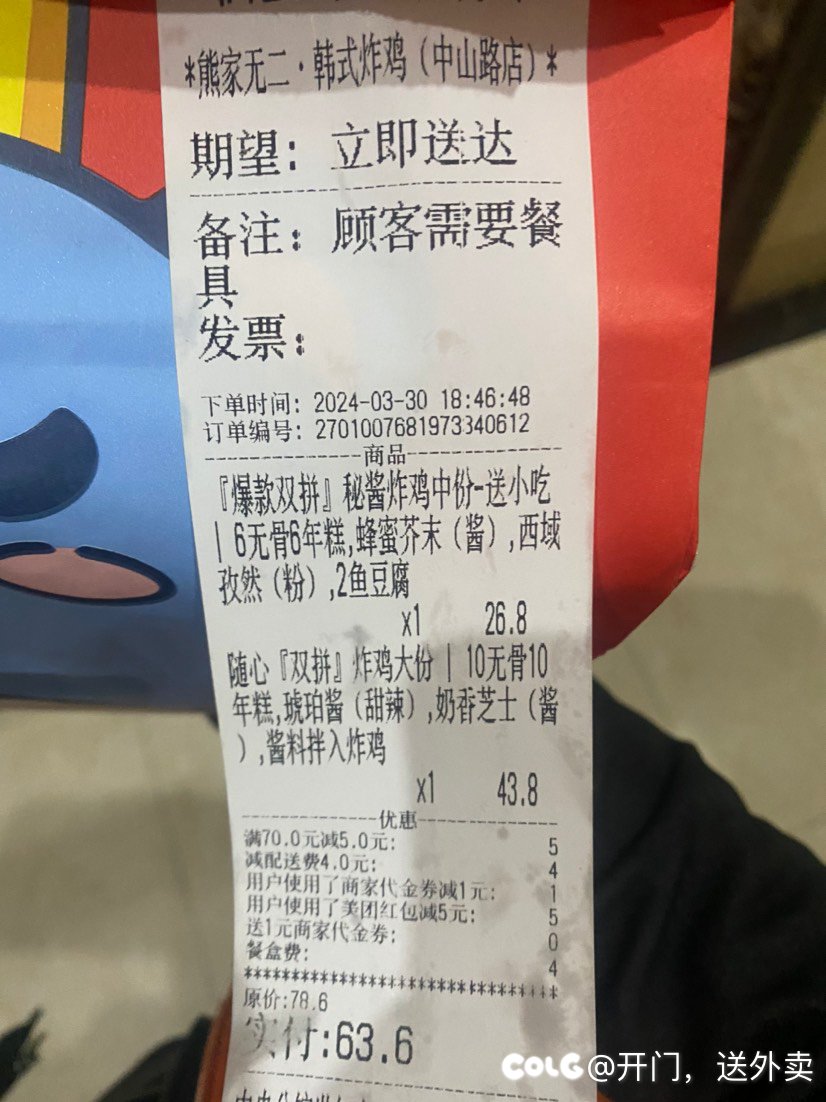 *熊家无二·韩式炸鸡（中山路店）*
期望：立即送达
备注：顾客需要餐
具
发票：
下单时间: 2024-03-30 18:46:48
订单编号: 2701007681973340612
商品
『爆款双拼』秘酱炸鸡中份-送小吃
| 6无骨6年糕,蜂蜜芥末（酱）,西域
孜然（粉）,2鱼豆腐
x1 26.8
随心『双拼』炸鸡大份 | 10无骨10
年糕,琥珀酱（甜辣）,奶香芝士（酱
）,酱料拌入炸鸡
x1 43.8
优惠
满70.0元减5.0元: 5
减配送费4.0元: 4
用户使用了商家代金券减1元: 1
用户使用了美团红包减5元: 5
送1元商家代金券: 0
餐盒费: 4
原价:78.6
实付:63.6
COLG @开门，送外卖